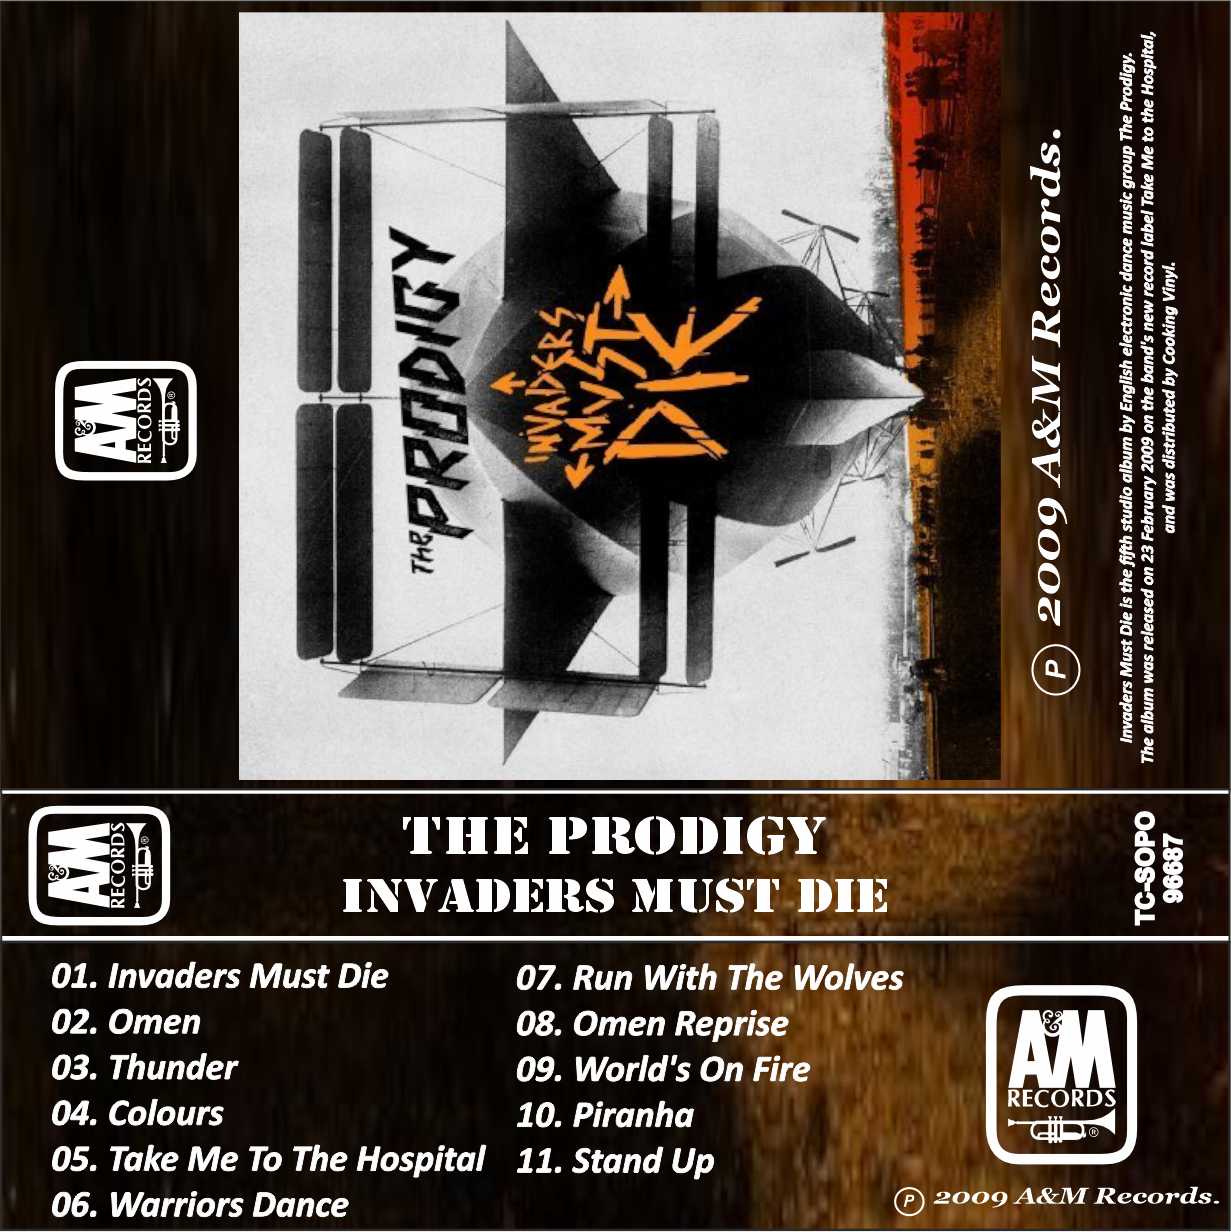 A&M
RECORDS
®
The PRODIGY
INVADERS
MUST
DIE
Ⓟ 2009 A&M Records.
Invaders Must Die is the fifth studio album by English electronic dance music group The Prodigy.
The album was released on 23 February 2009 on the band's new record label Take Me to the Hospital,
and was distributed by Cooking Vinyl.
A&M
RECORDS
®
THE PRODIGY
INVADERS MUST DIE
TC-SOPO
96687
01. Invaders Must Die
02. Omen
03. Thunder
04. Colours
05. Take Me To The Hospital
06. Warriors Dance
07. Run With The Wolves
08. Omen Reprise
09. World's On Fire
10. Piranha
11. Stand Up
A&M
RECORDS
®
Ⓟ 2009 A&M Records.